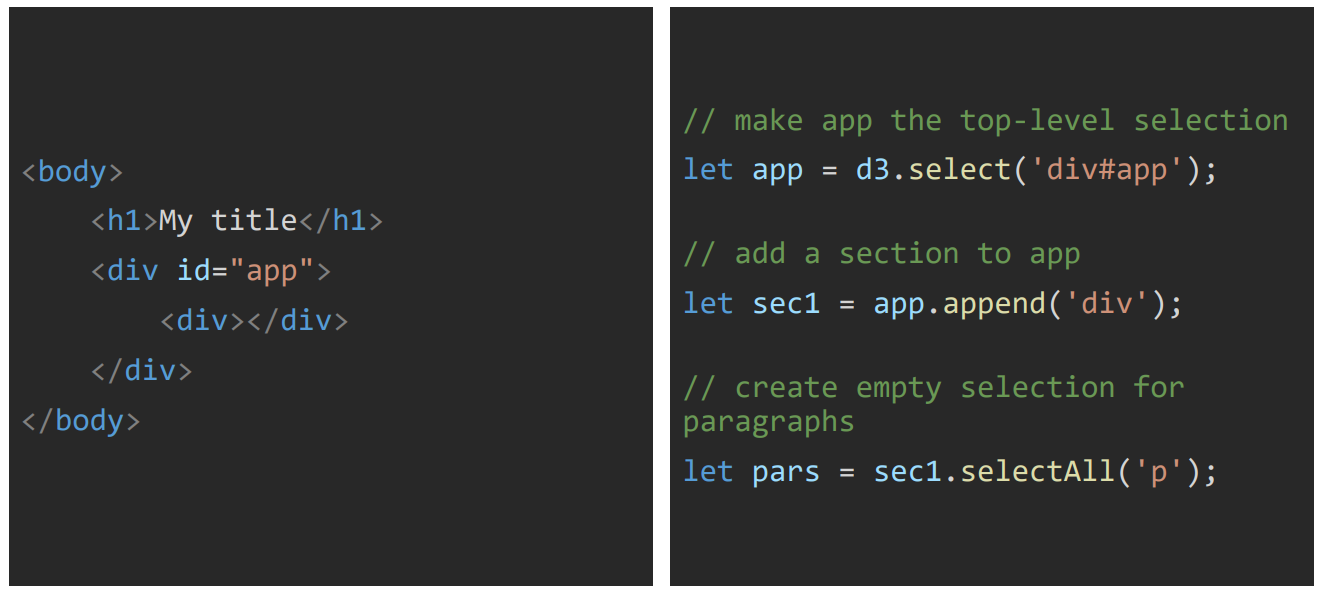 <body>
    <h1>My title</h1>
    <div id="app">
        <div></div>
    </div>
</body>
// make app the top-level selection
let app = d3.select('div#app');
// add a section to app
let sec1 = app.append('div');
// create empty selection for
paragraphs
let pars = sec1.selectAll('p');